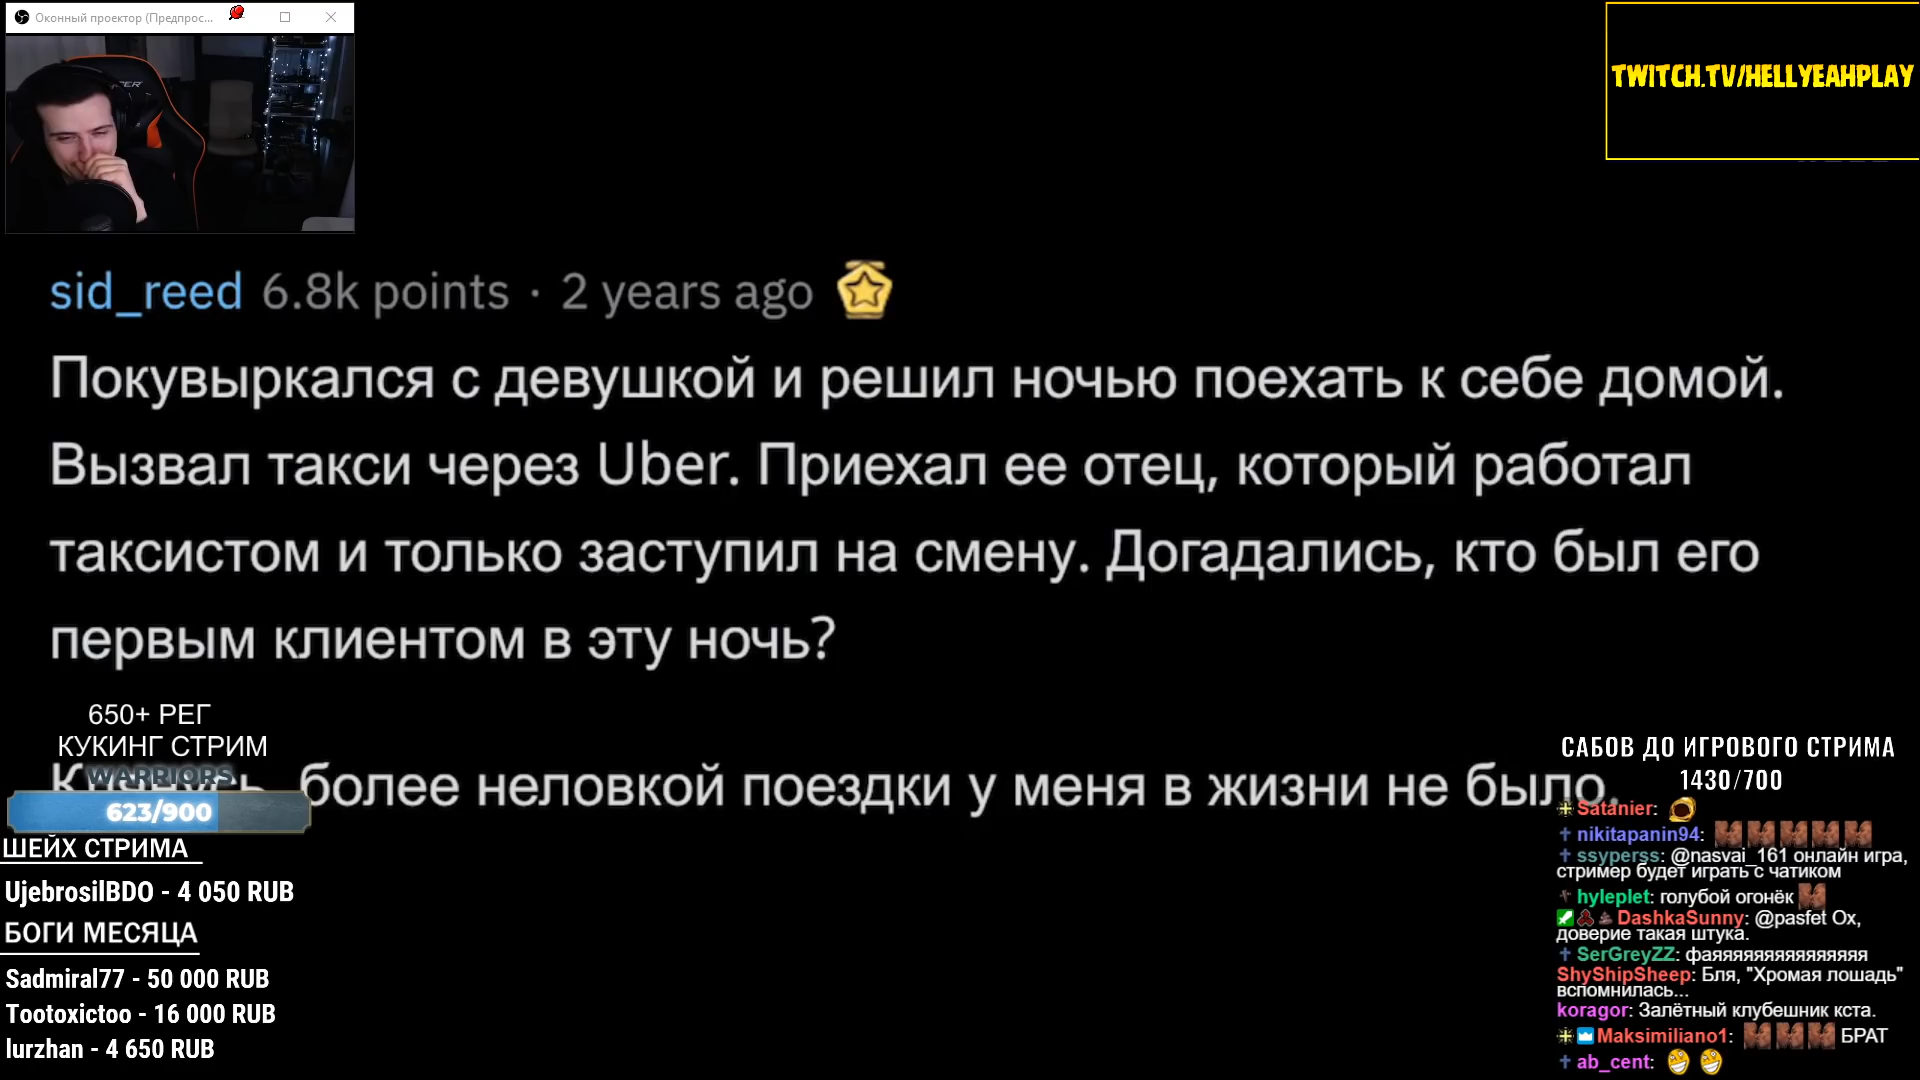 Оконный проектор (Предпрос...
TWITCH.TV/HELLYEAHPLAY
sid_reed 6.8k points · 2 years ago
Покувыркался с девушкой и решил ночью поехать к себе домой.
Вызвал такси через Uber. Приехал ее отец, который работал
таксистом и только заступил на смену. Догадались, кто был его
первым клиентом в эту ночь?
650+ РЕГ
КУКИНГ СТРИМ
WARRIORS
Клянусь, более неловкой поездки у меня в жизни не было.
623/900
ШЕЙХ СТРИМА
UjebrosilBDO - 4 050 RUB
БОГИ МЕСЯЦА
Sadmiral77 - 50 000 RUB
Tootoxictoo - 16 000 RUB
lurzhan - 4 650 RUB
САБОВ ДО ИГРОВОГО СТРИМА
1430/700
Satanier:
nikitapanin94:
ssyperss: @nasvai_161 онлайн игра,
стример будет играть с чатиком
hyleplet: голубой огонёк
DashkaSunny: @pasfet Ох,
доверие такая штука.
SerGreyZZ: фаяяяяяяяяяяяяяяяя
ShyShipSheep: Бля, "Хромая лошадь"
вспомнилась...
koragor: Залётный клубешник кста.
Maksimiliano1: БРАТ
ab_cent: